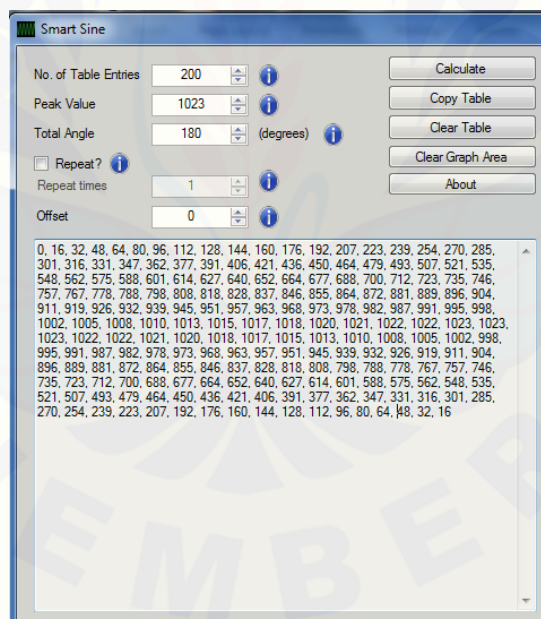 Smart Sine
No. of Table Entries 200 Calculate
Peak Value 1023 Copy Table
Total Angle 180 (degrees) Clear Table
Repeat? Clear Graph Area
Repeat times 1 About
Offset 0
0, 16, 32, 48, 64, 80, 96, 112, 128, 144, 160, 176, 192, 207, 223, 239, 254, 270, 285,
301, 316, 331, 347, 362, 377, 391, 406, 421, 436, 450, 464, 479, 493, 507, 521, 535,
548, 562, 575, 588, 601, 614, 627, 640, 652, 664, 677, 688, 700, 712, 723, 735, 746,
757, 767, 778, 788, 798, 808, 818, 828, 837, 846, 855, 864, 872, 881, 889, 896, 904,
911, 919, 926, 932, 939, 945, 951, 957, 963, 968, 973, 978, 982, 987, 991, 995, 998,
1002, 1005, 1008, 1010, 1013, 1015, 1017, 1018, 1020, 1021, 1022, 1022, 1023, 1023,
1023, 1022, 1022, 1021, 1020, 1018, 1017, 1015, 1013, 1010, 1008, 1005, 1002, 998,
995, 991, 987, 982, 978, 973, 968, 963, 957, 951, 945, 939, 932, 926, 919, 911, 904,
896, 889, 881, 872, 864, 855, 846, 837, 828, 818, 808, 798, 788, 778, 767, 757, 746,
735, 723, 712, 700, 688, 677, 664, 652, 640, 627, 614, 601, 588, 575, 562, 548, 535,
521, 507, 493, 479, 464, 450, 436, 421, 406, 391, 377, 362, 347, 331, 316, 301, 285,
270, 254, 239, 223, 207, 192, 176, 160, 144, 128, 112, 96, 80, 64, 48, 32, 16
EMBER